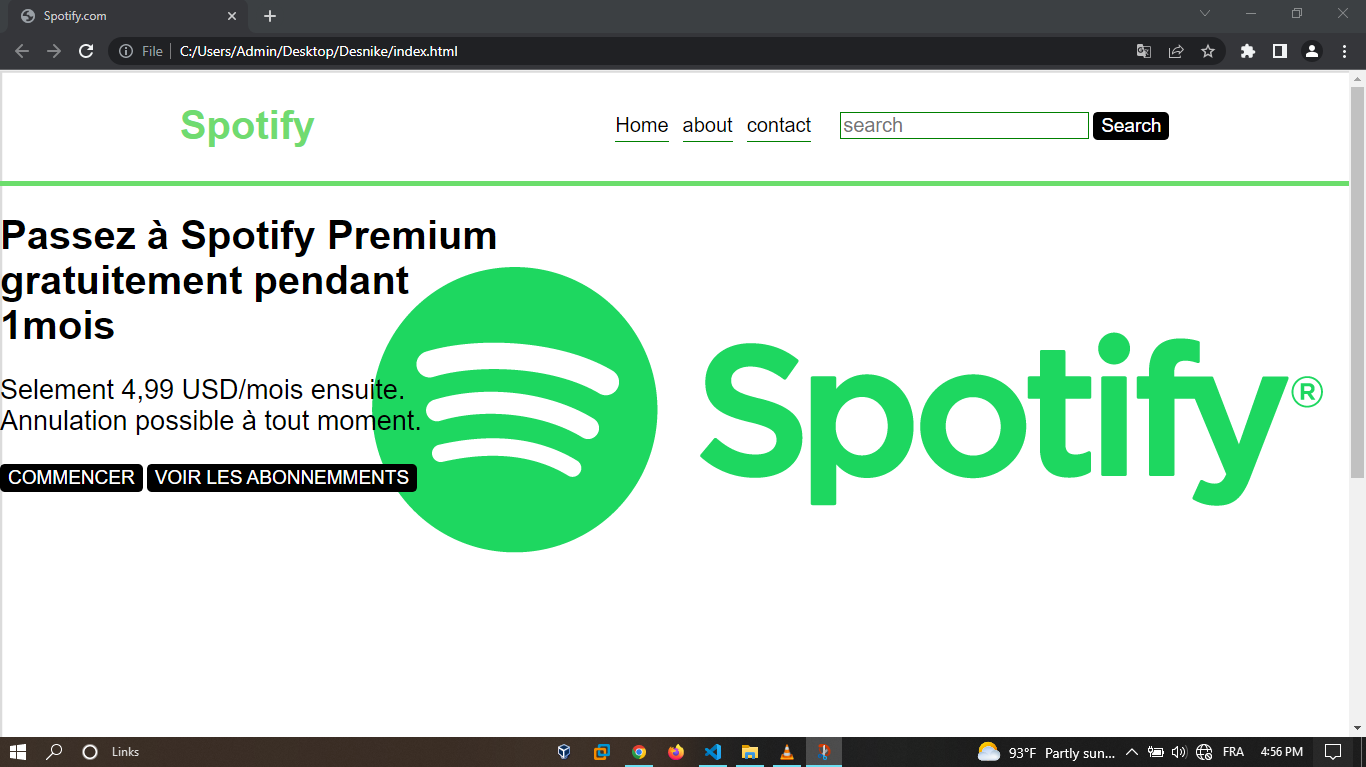 Spotify.com
File C:/Users/Admin/Desktop/Desnike/index.html
Spotify
Home about contact search Search
Passez à Spotify Premium
gratuitement pendant
1mois
Selement 4,99 USD/mois ensuite.
Annulation possible à tout moment.
COMMENCER VOIR LES ABONNEMMENTS
Spotify®
Links 93°F Partly sun... FRA 4:56 PM